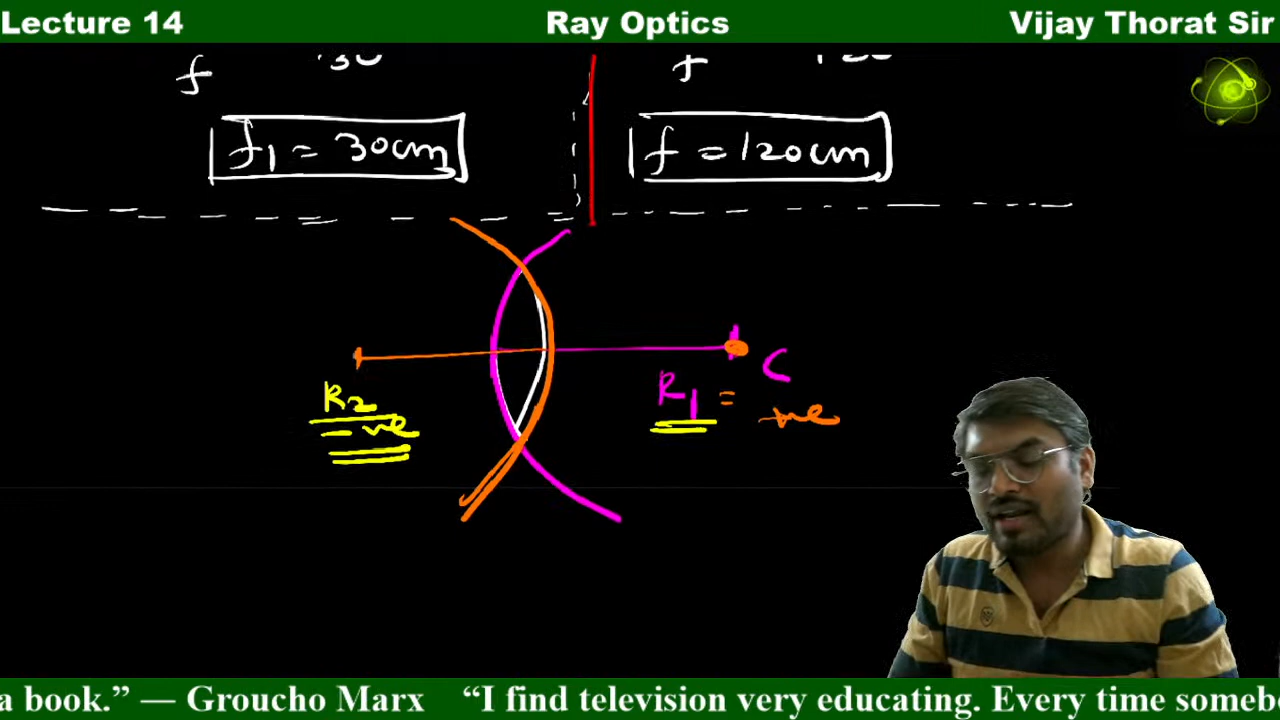 Lecture 14
Ray Optics
Vijay Thorat Sir
f
f
f₁ = 30cm
f = 120cm
C
R₁ = +ve
R₂
-ve
a book.” — Groucho Marx “I find television very educating. Every time someb